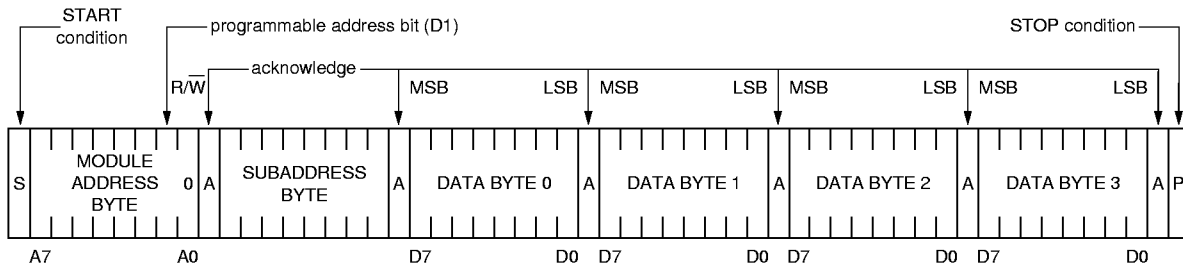 START
condition
programmable address bit (D1)
STOP condition
acknowledge
R/W̅
MSB LSB MSB LSB MSB LSB MSB LSB
S MODULE ADDRESS BYTE 0 A SUBADDRESS BYTE A DATA BYTE 0 A DATA BYTE 1 A DATA BYTE 2 A DATA BYTE 3 A P
A7 A0 D7 D0 D7 D0 D7 D0 D7 D0